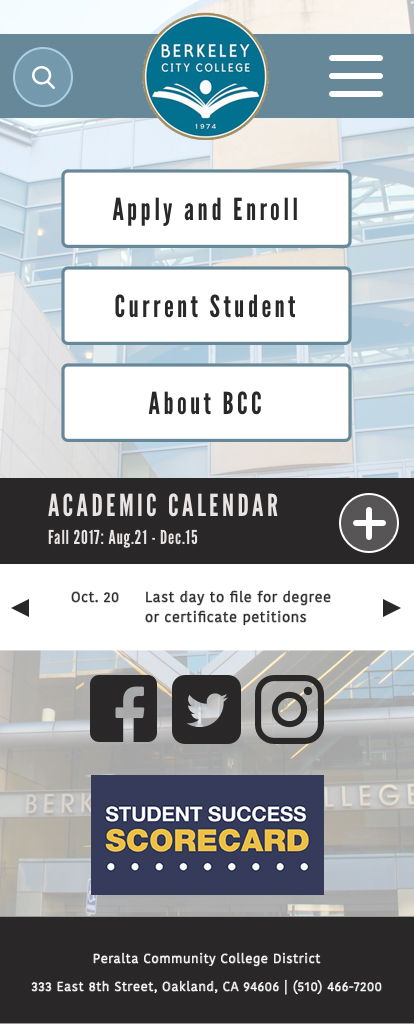 BERKELEY
CITY COLLEGE
1974
Apply and Enroll
Current Student
About BCC
ACADEMIC CALENDAR
Fall 2017: Aug.21 - Dec.15
Oct. 20 Last day to file for degree
or certificate petitions
BERK LLEGE
STUDENT SUCCESS
SCORECARD
Peralta Community College District
333 East 8th Street, Oakland, CA 94606 | (510) 466-7200